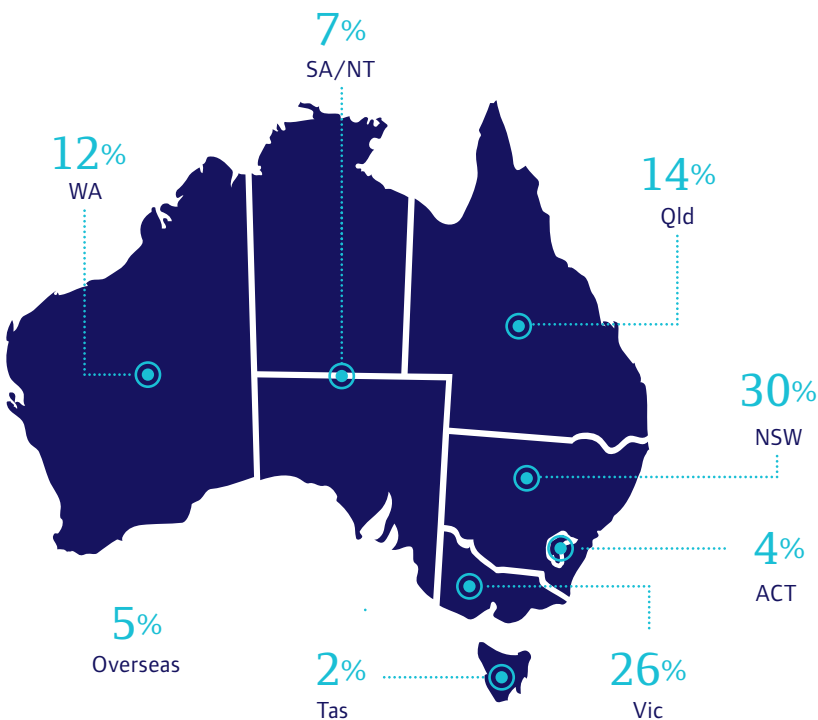 7%
SA/NT
12%
WA
14%
Qld
30%
NSW
4%
ACT
5%
Overseas
2%
Tas
26%
Vic